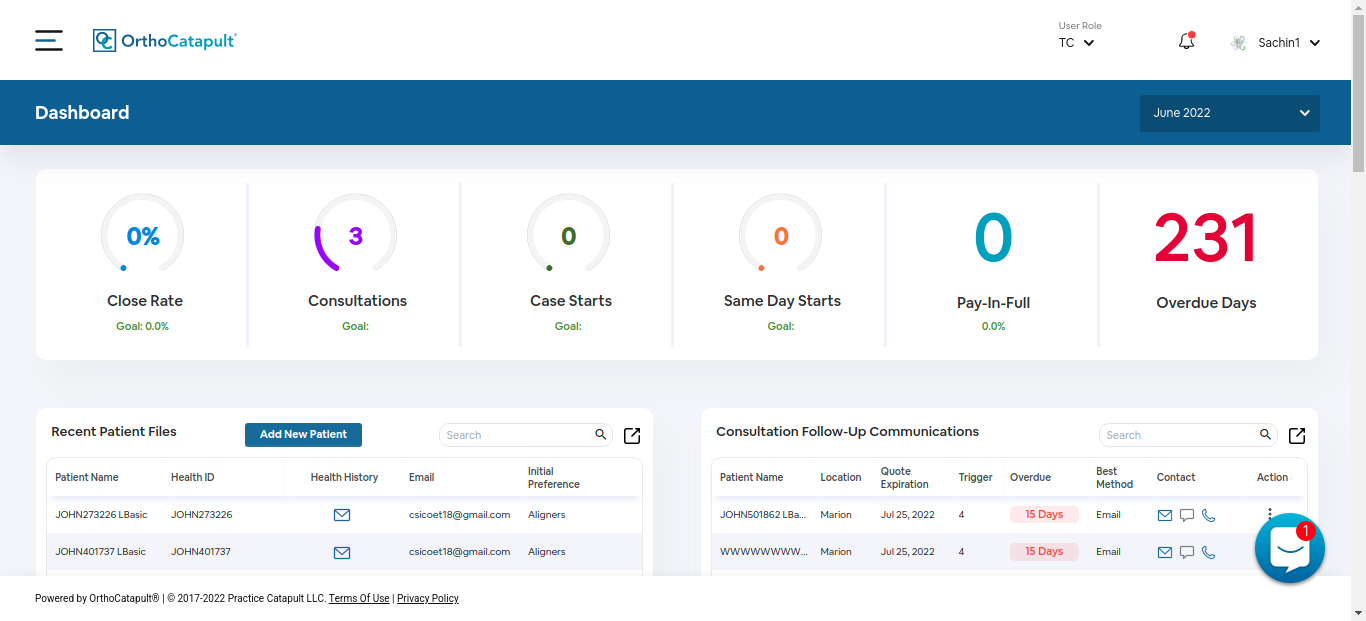 OrthoCatapult
User Role
TC
Sachin1
Dashboard
June 2022
0%
Close Rate
Goal: 0.0%
3
Consultations
Goal:
0
Case Starts
Goal:
0
Same Day Starts
Goal:
0
Pay-In-Full
0.0%
231
Overdue Days
Recent Patient Files
Add New Patient
Search
Patient Name Health ID Health History Email Initial Preference
JOHN273226 LBasic JOHN273226 csicoet18@gmail.com Aligners
JOHN401737 LBasic JOHN401737 csicoet18@gmail.com Aligners
Consultation Follow-Up Communications
Search
Patient Name Location Quote Expiration Trigger Overdue Best Method Contact Action
JOHN501862 LBa... Marion Jul 25, 2022 4 15 Days Email
WWWWWWWW... Marion Jul 25, 2022 4 15 Days Email
1
Powered by OrthoCatapult® | © 2017-2022 Practice Catapult LLC. Terms Of Use | Privacy Policy